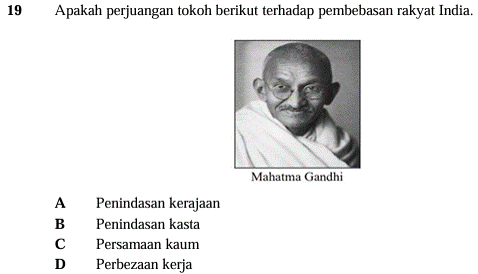 19 Apakah perjuangan tokoh berikut terhadap pembebasan rakyat India.
Mahatma Gandhi
A Penindasan kerajaan
B Penindasan kasta
C Persamaan kaum
D Perbezaan kerja